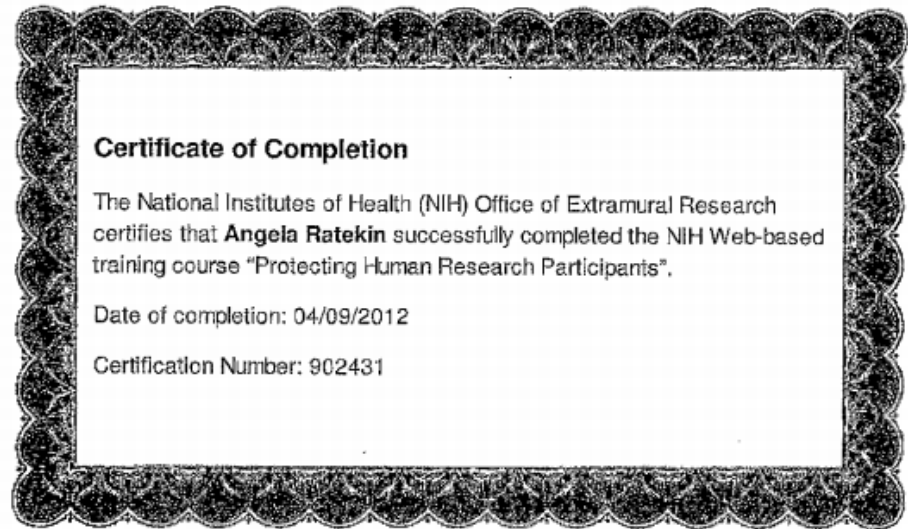 Certificate of Completion
The National Institutes of Health (NIH) Office of Extramural Research
certifies that Angela Ratekin successfully completed the NIH Web-based
training course "Protecting Human Research Participants".
Date of completion: 04/09/2012
Certification Number: 902431